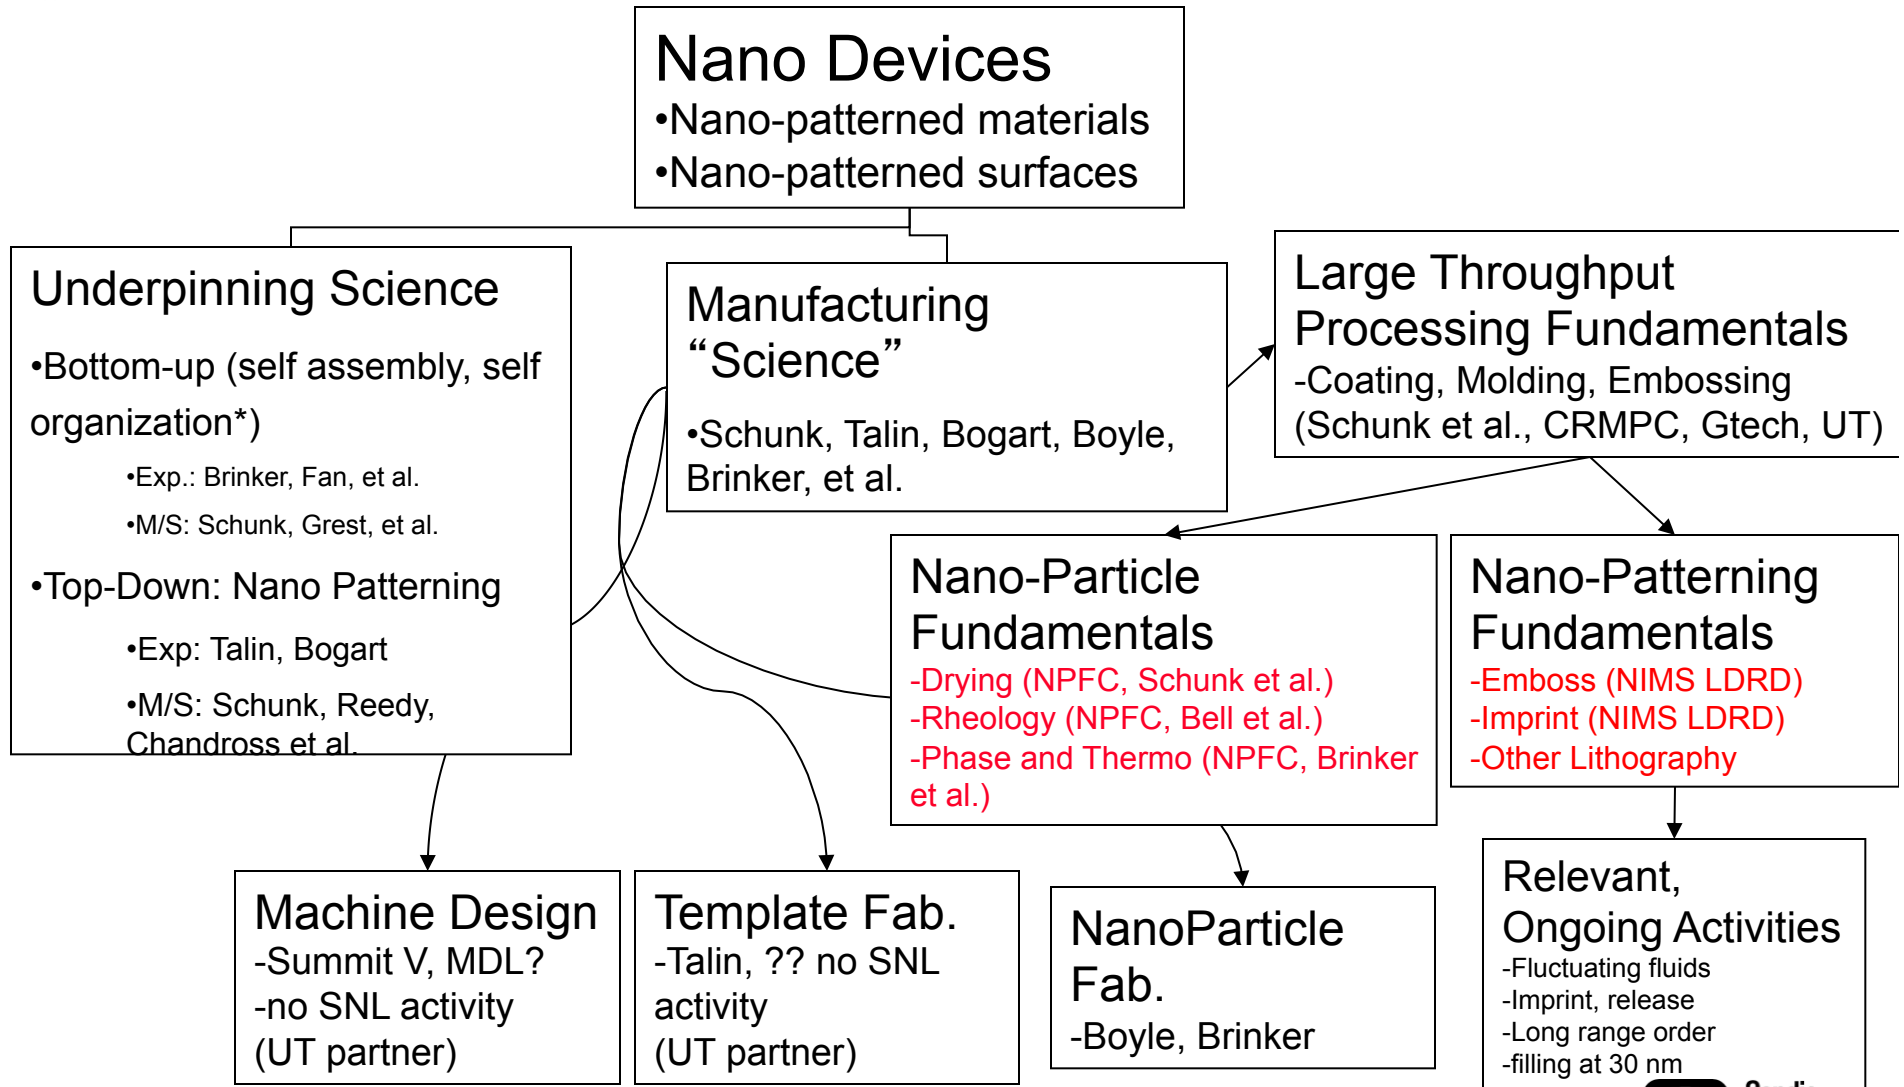 Nano Devices
•Nano-patterned materials
•Nano-patterned surfaces
Underpinning Science
•Bottom-up (self assembly, self
organization*)
•Exp.: Brinker, Fan, et al.
•M/S: Schunk, Grest, et al.
•Top-Down: Nano Patterning
•Exp: Talin, Bogart
•M/S: Schunk, Reedy,
Chandross et al.
Manufacturing
“Science”
•Schunk, Talin, Bogart, Boyle,
Brinker, et al.
Large Throughput
Processing Fundamentals
-Coating, Molding, Embossing
(Schunk et al., CRMPC, Gtech, UT)
Nano-Particle
Fundamentals
-Drying (NPFC, Schunk et al.)
-Rheology (NPFC, Bell et al.)
-Phase and Thermo (NPFC, Brinker
et al.)
Nano-Patterning
Fundamentals
-Emboss (NIMS LDRD)
-Imprint (NIMS LDRD)
-Other Lithography
Machine Design
-Summit V, MDL?
-no SNL activity
(UT partner)
Template Fab.
-Talin, ?? no SNL
activity
(UT partner)
NanoParticle
Fab.
-Boyle, Brinker
Relevant,
Ongoing Activities
-Fluctuating fluids
-Imprint, release
-Long range order
-filling at 30 nm